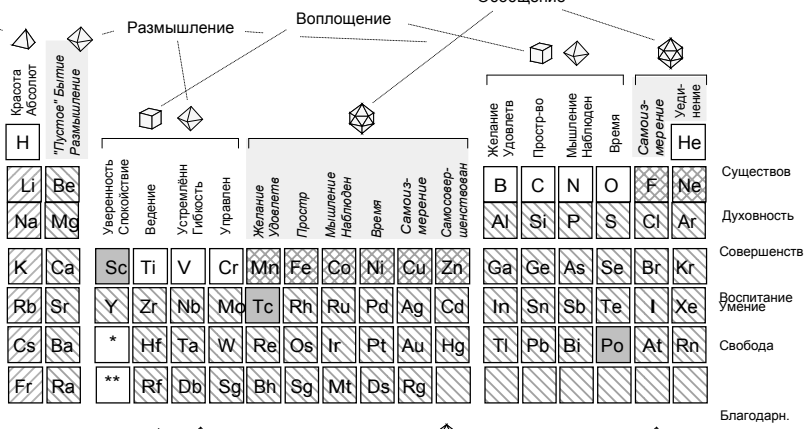 Воплощение
Размышление
Красота
Абсолют
"Пустое" Бытие
Размышление
Уверенность
Спокойствие
Ведение
Устремлённ
Гибкость
Управлен
Желание
Удовлетв
Простр
Мышление
Наблюден
Время
Самоиз-
мерение
Самосовер-
шенствован
Желание
Удовлетв
Простр-во
Мышление
Наблюден
Время
Самоиз-
мерение
Уеди-
нение
H He
Li Be B C N O F Ne Существов
Na Mg Al Si P S Cl Ar Духовность
K Ca Sc Ti V Cr Mn Fe Co Ni Cu Zn Ga Ge As Se Br Kr Совершенств
Rb Sr Y Zr Nb Mo Tc Rh Ru Pd Ag Cd In Sn Sb Te I Xe Воспитание
Умение
Cs Ba * Hf Ta W Re Os Ir Pt Au Hg Tl Pb Bi Po At Rn Свобода
Fr Ra ** Rf Db Sg Bh Sg Mt Ds Rg
Благодарн.